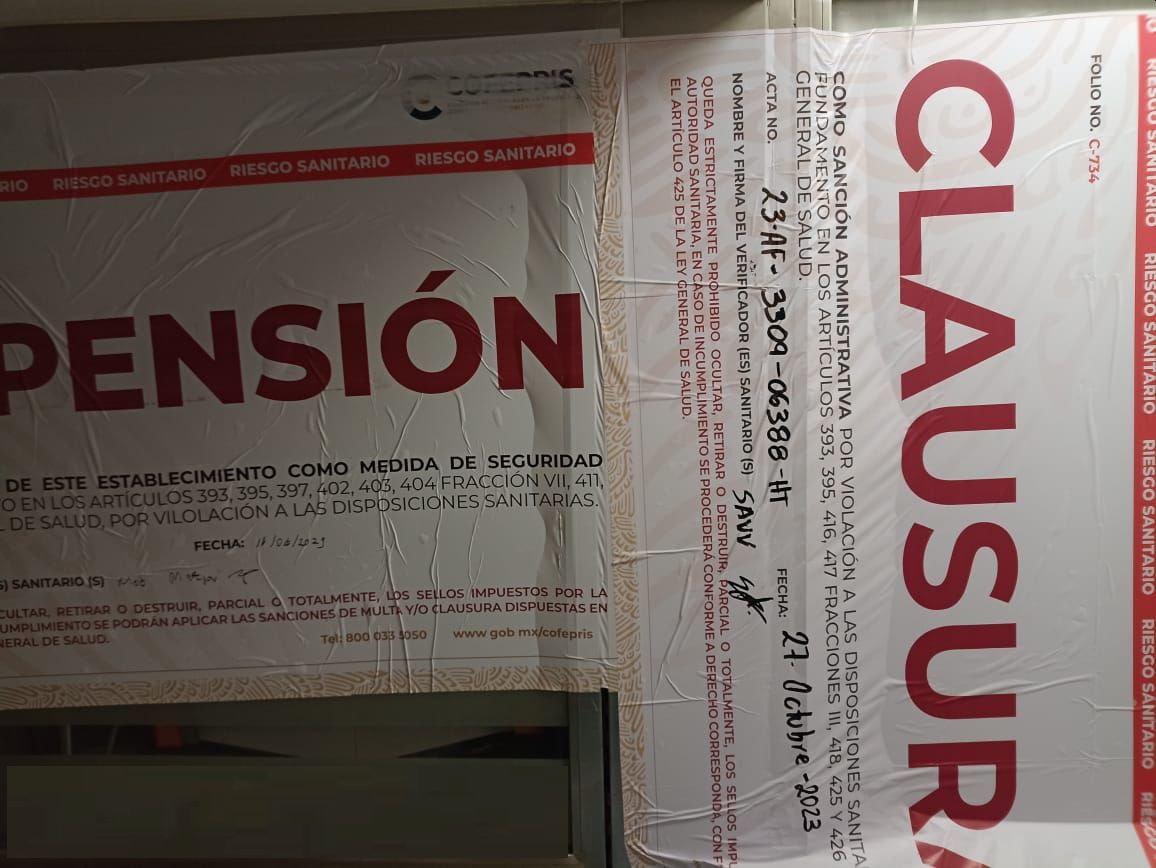 COFEPRIS
RIO RIESGO SANITARIO RIESGO SANITARIO
PENSIÓN
DE ESTE ESTABLECIMIENTO COMO MEDIDA DE SEGURIDAD
O EN LOS ARTÍCULOS 393, 395, 397, 402, 403, 404 FRACCIÓN VII, 411,
L DE SALUD, POR VILOLACIÓN A LAS DISPOSICIONES SANITARIAS.
FECHA:
S) SANITARIO (S)
CULTAR, RETIRAR O DESTRUIR, PARCIAL O TOTALMENTE, LOS SELLOS IMPUESTOS POR LA
UMPLIMIENTO SE PODRÁN APLICAR LAS SANCIONES DE MULTA Y/O CLAUSURA DISPUESTAS EN
NERAL DE SALUD.
Tel: 800 033 5050 www.gob mx/cofepris
RIESGO SANITARIO RIESGO SANITARIO RIESGO SANITARIO RIESGO SANITARIO RIESGO
FOLIO NO. C-734
CLAUSUR
COMO SANCIÓN ADMINISTRATIVA POR VIOLACIÓN A LAS DISPOSICIONES SANITA
FUNDAMENTO EN LOS ARTÍCULOS 393, 395, 416, 417 FRACCIONES III, 418, 425 Y 426
GENERAL DE SALUD.
ACTA NO. 23-AF-3309-06388-HT FECHA: 27-Octubre-2023
NOMBRE Y FIRMA DEL VERIFICADOR (ES) SANITARIO (S) SAVV
QUEDA ESTRICTAMENTE PROHIBIDO OCULTAR, RETIRAR O DESTRUIR, PARCIAL O TOTALMENTE, LOS SELLOS IMPU
AUTORIDAD SANITARIA, EN CASO DE INCUMPLIMIENTO SE PROCEDERÁ CONFORME A DERECHO CORRESPONDA, CON F
EL ARTÍCULO 425 DE LA LEY GENERAL DE SALUD.